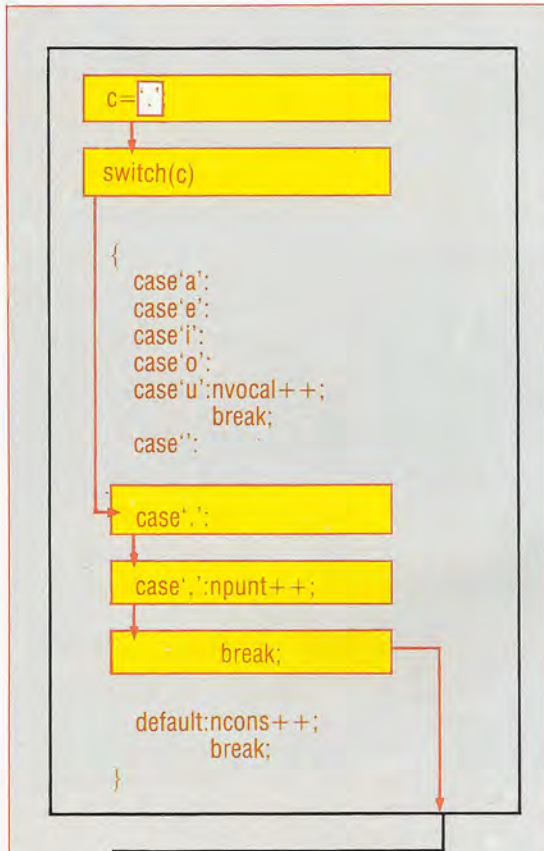 c='.'
switch(c)
{
case'a':
case'e':
case'i':
case'o':
case'u':nvocal++;
break;
case'':
case'.':
case',':npunt++;
break;
default:ncons++;
break;
}